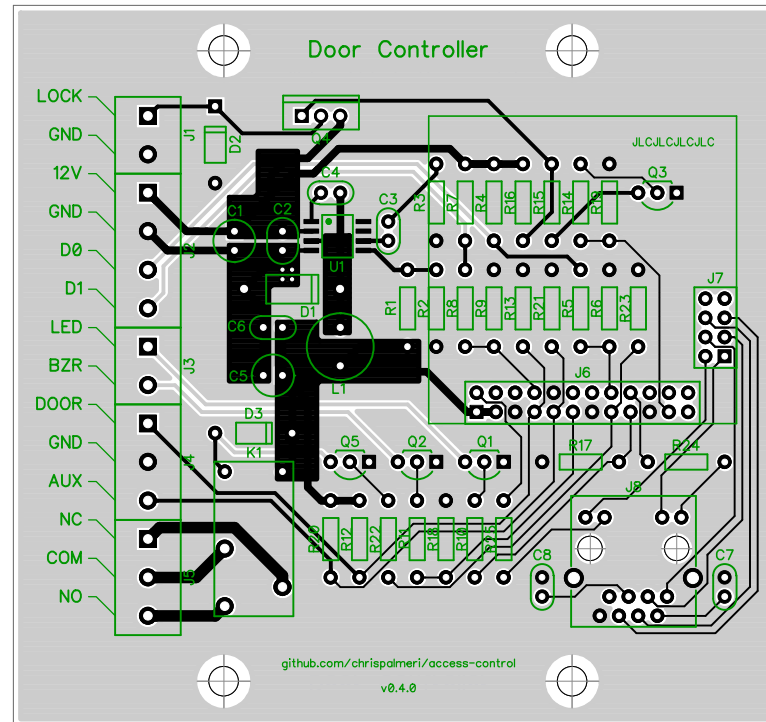 Door Controller
LOCK
GND
12V
GND
D0
D1
LED
BZR
DOOR
GND
AUX
NC
COM
NO
J1
J2
J3
J4
J5
D2
Q4
C4
C3
C1
C2
U1
D1
C6
C5
L1
D3
K1
JLCJLCJLCJLC
Q3
R3
R7
R4
R16
R15
R14
R19
J7
R1
R2
R8
R9
R13
R21
R5
R6
R23
J6
Q5
Q2
Q1
R17
R24
J8
R20
R12
R22
R11
R18
R10
R25
C8
C7
github.com/chrispalmeri/access-control
v0.4.0